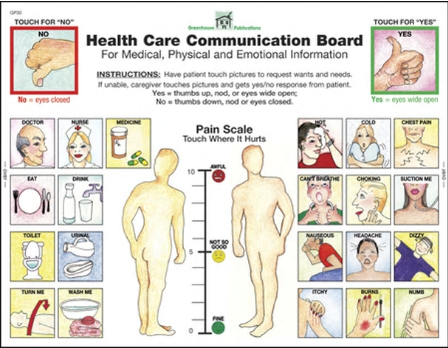 GP30
Greenhouse Publications
TOUCH FOR "NO"
NO
No = eyes closed
TOUCH FOR "YES"
YES
Yes = eyes wide open
Health Care Communication Board
For Medical, Physical and Emotional Information
INSTRUCTIONS: Have patient touch pictures to request wants and needs.
If unable, caregiver touches pictures and gets yes/no response from patient.
Yes = thumbs up, nod, or eyes wide open;
No = thumbs down, nod or eyes closed.
DOCTOR
NURSE
MEDICINE
EAT
DRINK
TOILET
URINAL
TURN ME
WASH ME
Pain Scale
Touch Where It Hurts
10
AWFUL
5
NOT SO GOOD
0
FINE
HOT
COLD
CHEST PAIN
CAN'T BREATHE
CHOKING
SUCTION ME
NAUSEOUS
HEADACHE
DIZZY
ITCHY
BURNS
NUMB